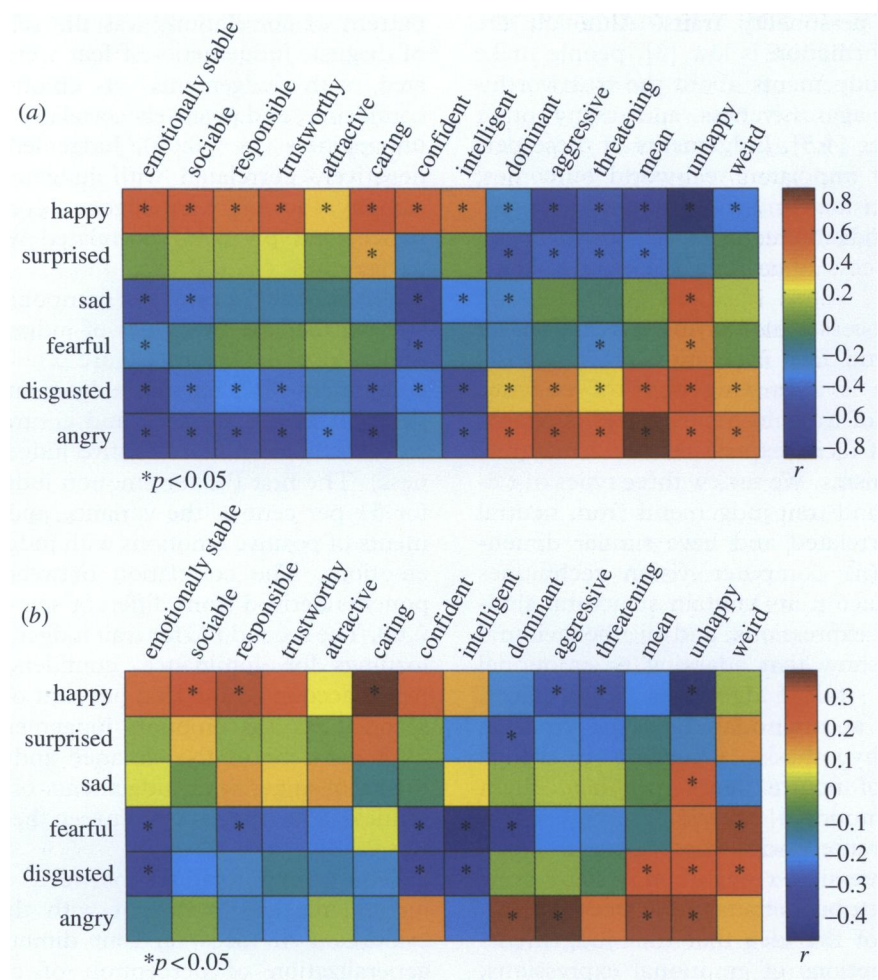 (a)
emotionally stable
sociable
responsible
trustworthy
attractive
caring
confident
intelligent
dominant
aggressive
threatening
mean
unhappy
weird
happy * * * * * * * * * * * * * *
surprised * * * * *
sad * * * * * *
fearful * * * *
disgusted * * * * * * * * * * * * *
angry * * * * * * * * * * * * *
0.8
0.6
0.4
0.2
0
–0.2
–0.4
–0.6
–0.8
r
*p<0.05
(b)
emotionally stable
sociable
responsible
trustworthy
attractive
caring
confident
intelligent
dominant
aggressive
threatening
mean
unhappy
weird
happy * * * * * *
surprised *
sad *
fearful * * * * * *
disgusted * * * * * *
angry * * * *
0.3
0.2
0.1
0
–0.1
–0.2
–0.3
–0.4
r
*p<0.05